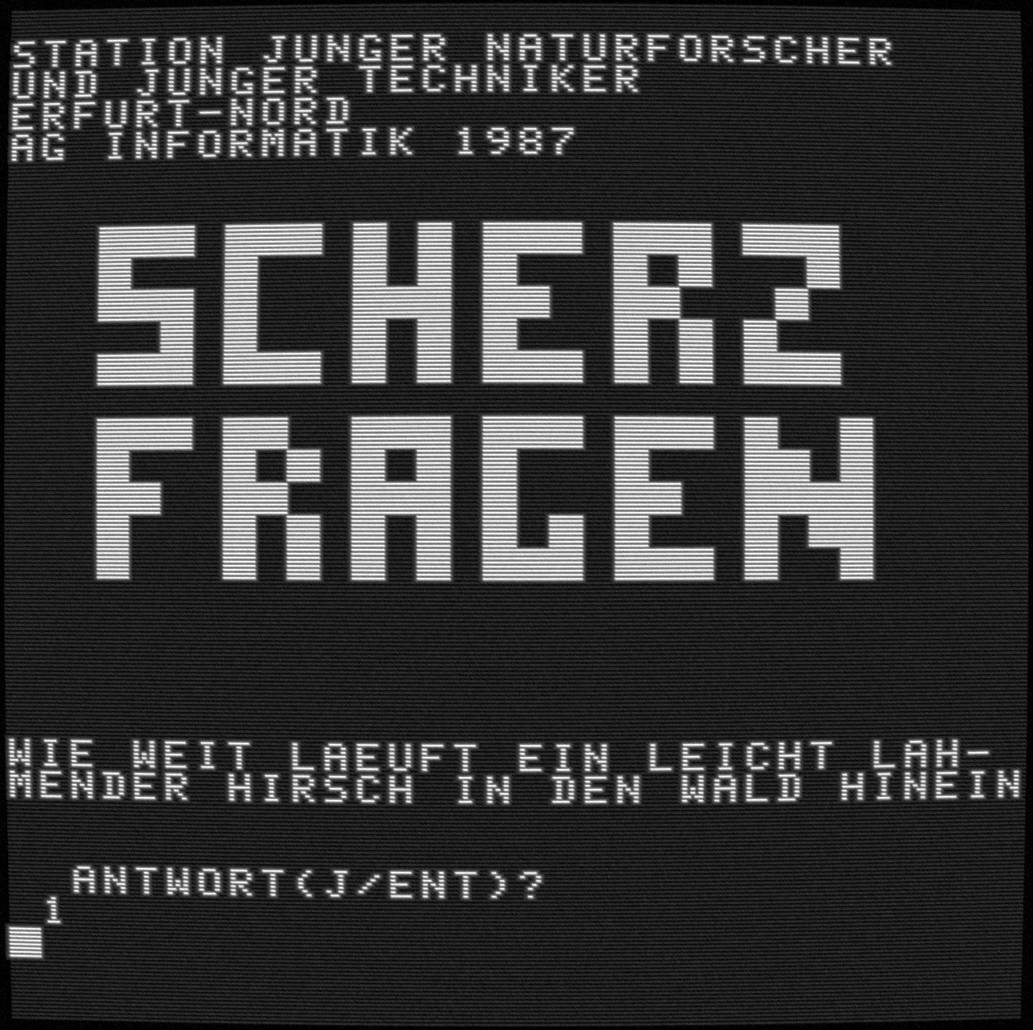 STATION JUNGER NATURFORSCHER
UND JUNGER TECHNIKER
ERFURT-NORD
AG INFORMATIK 1987
SCHERZ
FRAGEN
WIE WEIT LAEUFT EIN LEICHT LAH-
MENDER HIRSCH IN DEN WALD HINEIN
ANTWORT(J/ENT)?
1